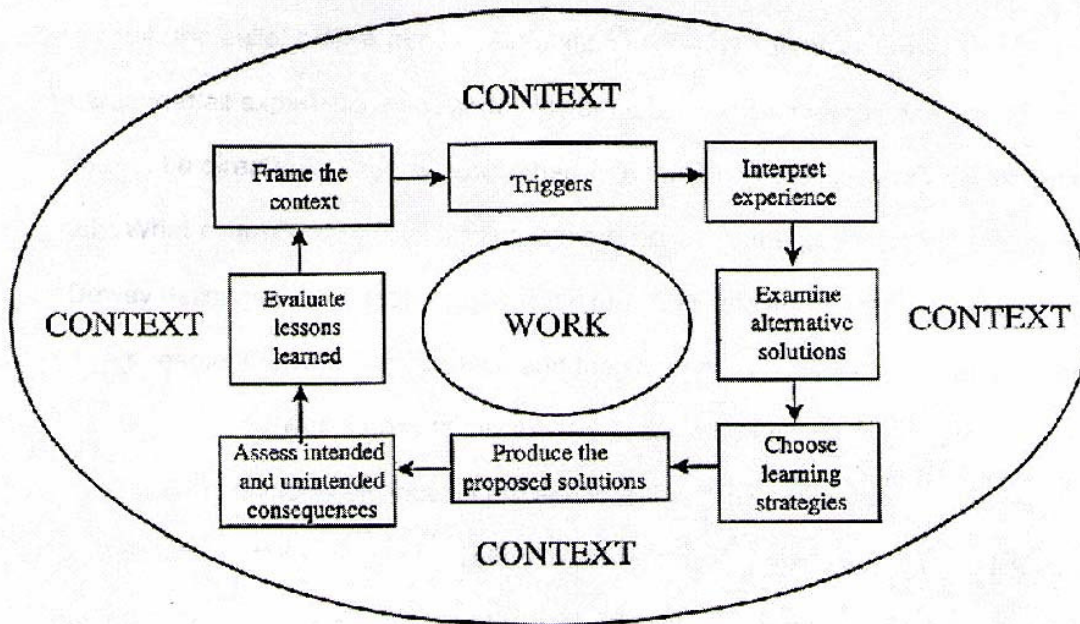 CONTEXT
Frame the
context
Triggers
Interpret
experience
CONTEXT
Evaluate
lessons
learned
WORK
Examine
alternative
solutions
CONTEXT
Assess intended
and unintended
consequences
Produce the
proposed solutions
Choose
learning
strategies
CONTEXT